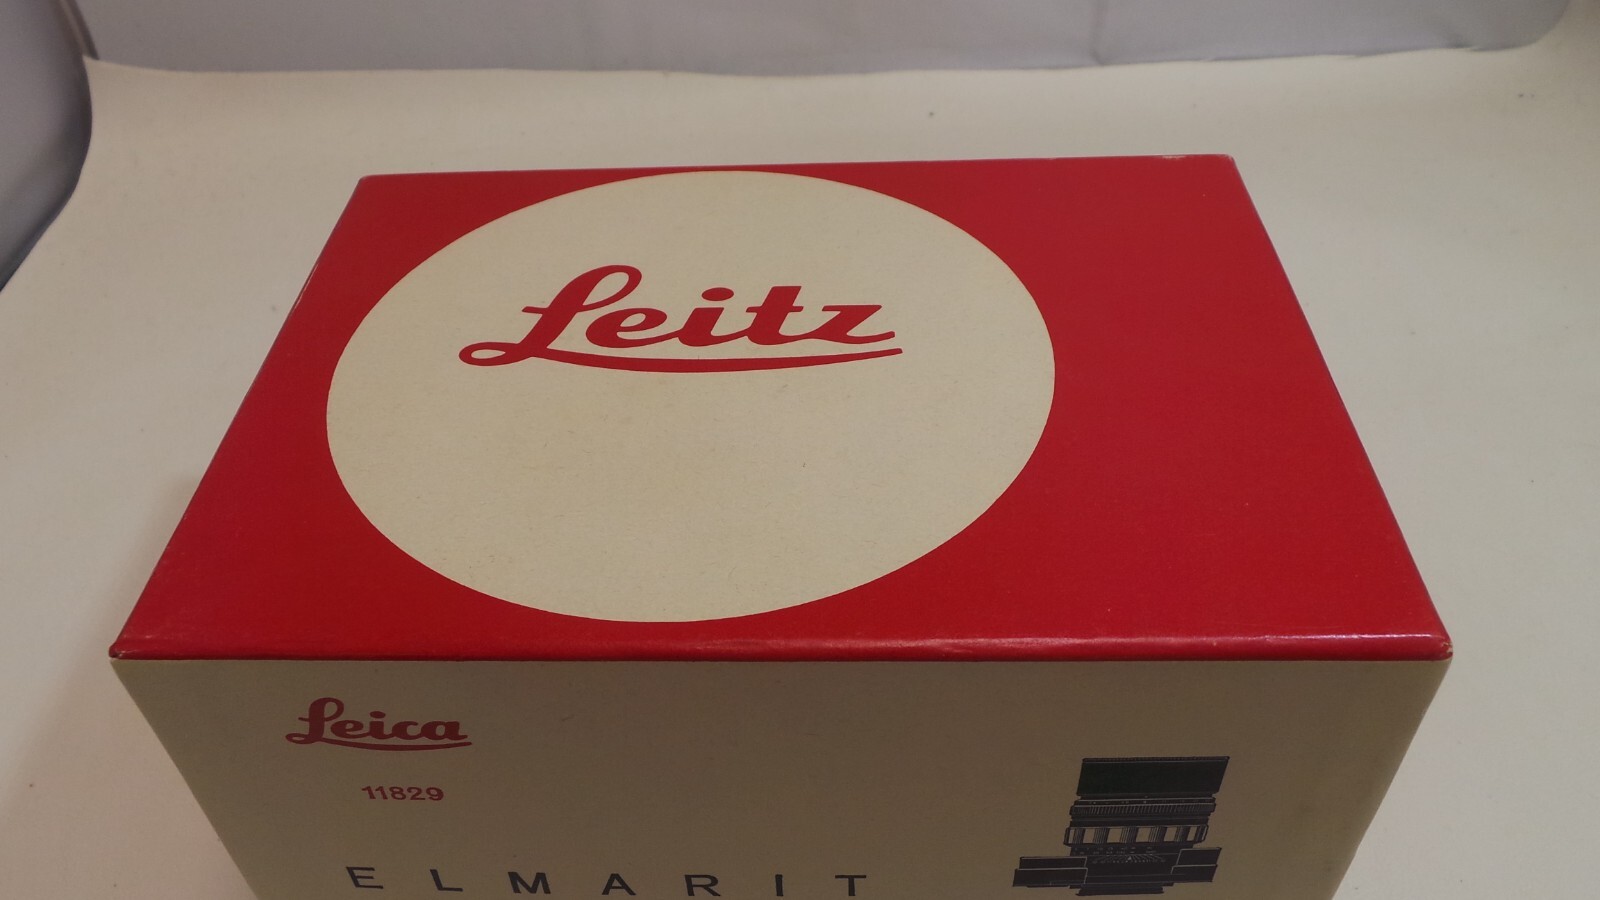 Leitz
Leica
11829
ELMARIT